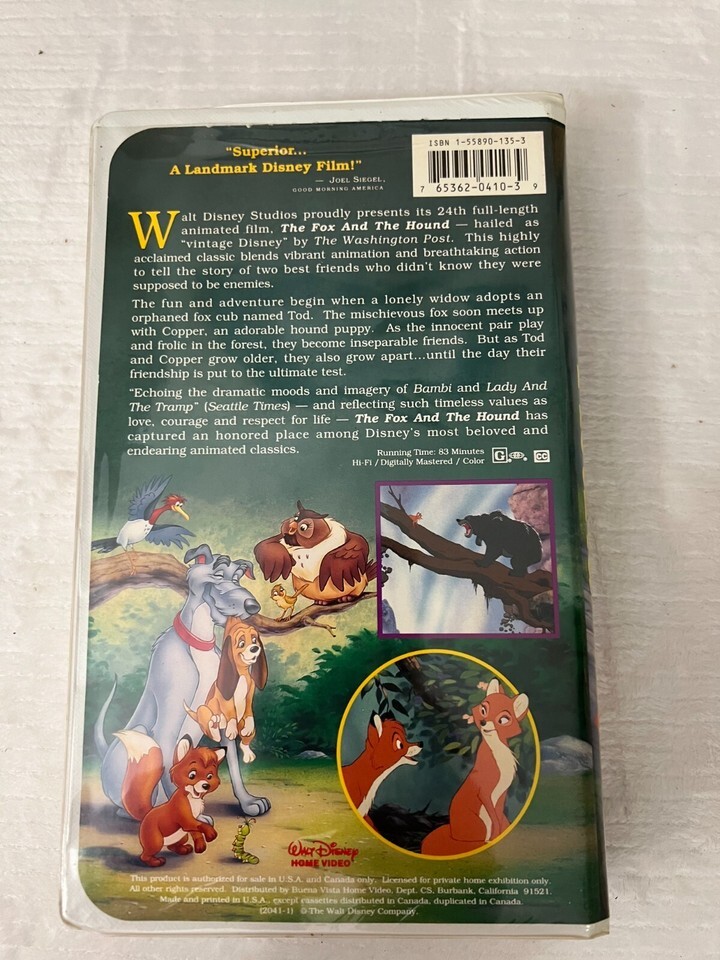 "Superior...
A Landmark Disney Film!"
— JOEL SIEGEL,
GOOD MORNING AMERICA
ISBN 1-55890-135-3
7 65362-0410-3 9
Walt Disney Studios proudly presents its 24th full-length
animated film, The Fox And The Hound — hailed as
"vintage Disney" by The Washington Post. This highly
acclaimed classic blends vibrant animation and breathtaking action
to tell the story of two best friends who didn't know they were
supposed to be enemies.
The fun and adventure begin when a lonely widow adopts an
orphaned fox cub named Tod. The mischievous fox soon meets up
with Copper, an adorable hound puppy. As the innocent pair play
and frolic in the forest, they become inseparable friends. But as Tod
and Copper grow older, they also grow apart...until the day their
friendship is put to the ultimate test.
"Echoing the dramatic moods and imagery of Bambi and Lady And
The Tramp" (Seattle Times) — and reflecting such timeless values as
love, courage and respect for life — The Fox And The Hound has
captured an honored place among Disney's most beloved and
endearing animated classics.
Running Time: 83 Minutes
Hi-Fi / Digitally Mastered / Color
G CC
Walt Disney
HOME VIDEO
This product is authorized for sale in U.S.A. and Canada only. Licensed for private home exhibition only.
All other rights reserved. Distributed by Buena Vista Home Video, Dept. CS, Burbank, California 91521.
Made and printed in U.S.A., except cassettes distributed in Canada, duplicated in Canada.
(2041-1) © The Walt Disney Company.